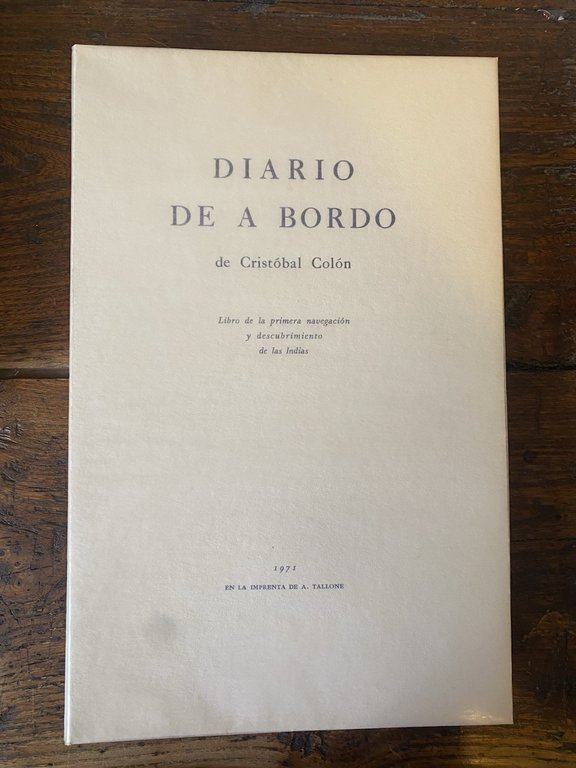 DIARIO
DE A BORDO
de Cristóbal Colón
Libro de la primera navegación
y descubrimiento
de las Indias
1971
EN LA IMPRENTA DE A. TALLONE